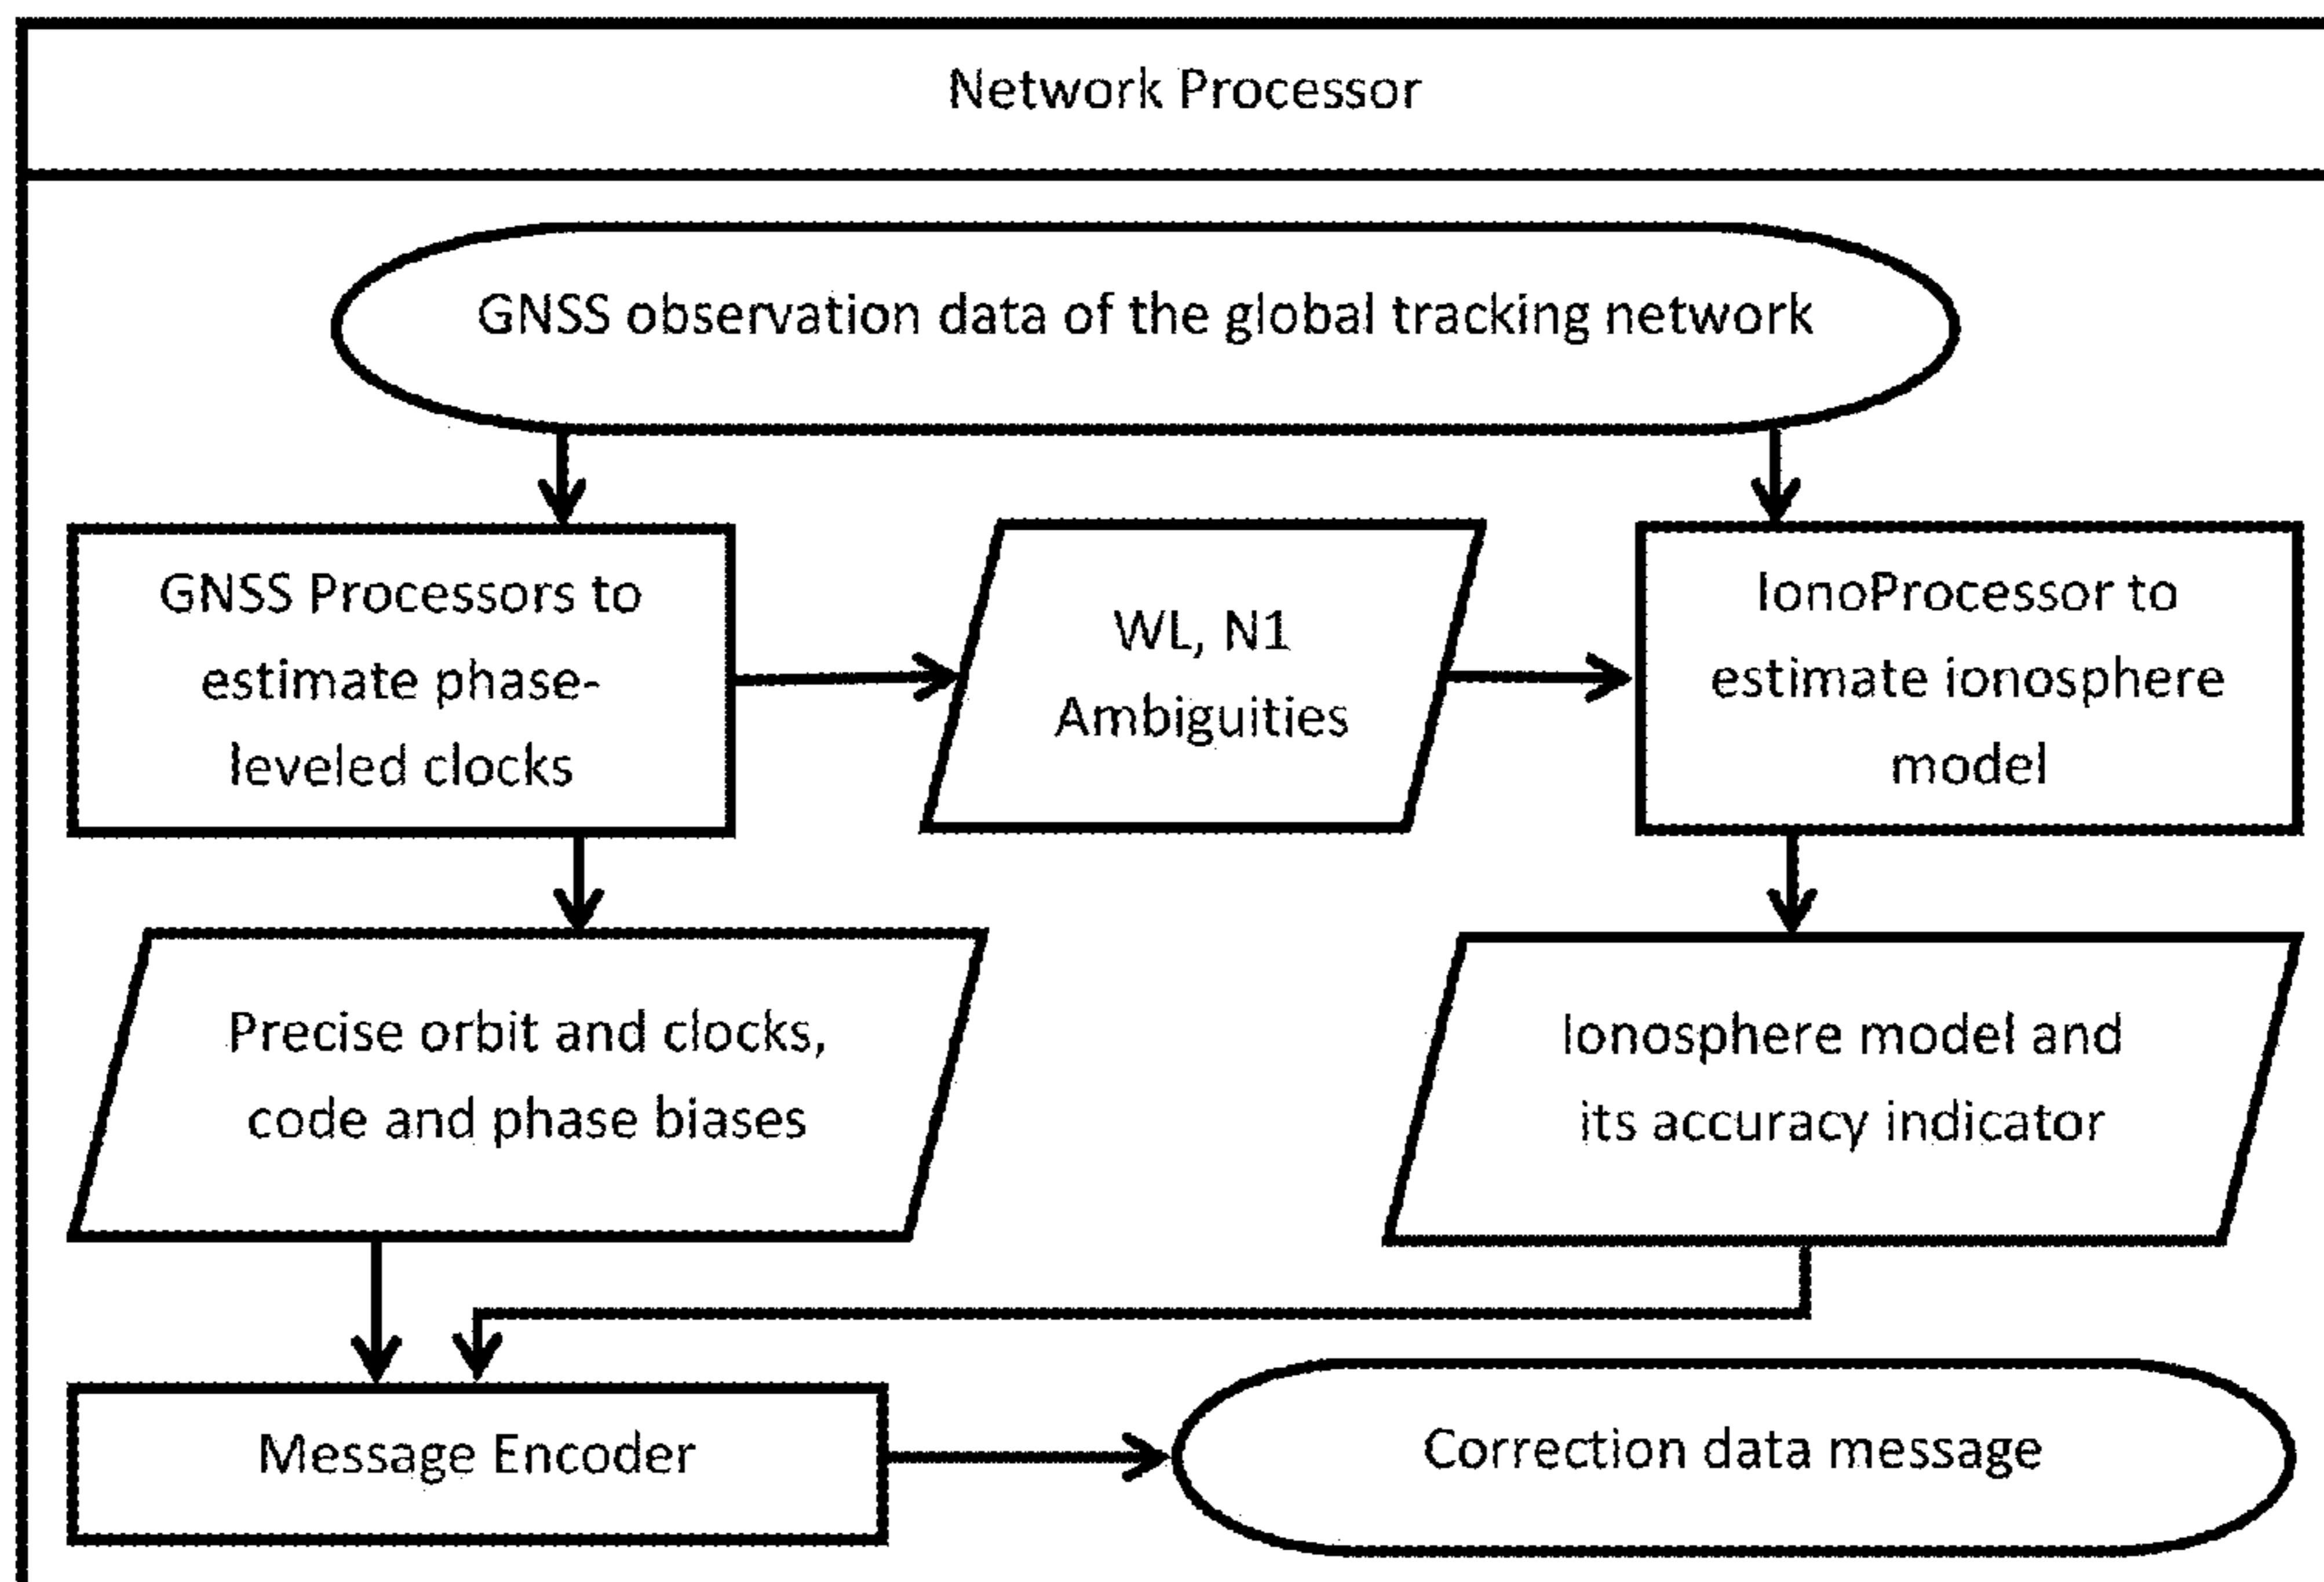 Network Processor
GNSS observation data of the global tracking network
GNSS Processors to
estimate phase-
leveled clocks
WL, N1
Ambiguities
IonoProcessor to
estimate ionosphere
model
Precise orbit and clocks,
code and phase biases
Ionosphere model and
its accuracy indicator
Message Encoder
Correction data message